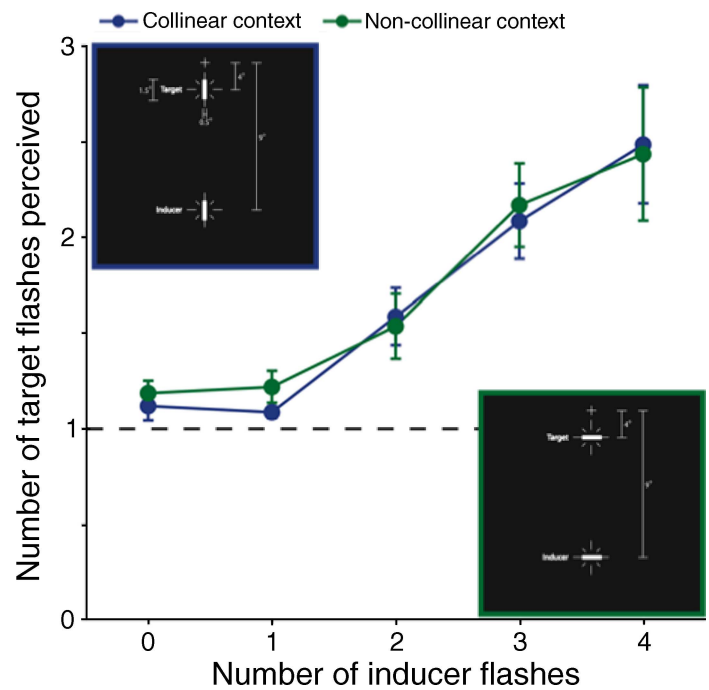 Collinear context
Non-collinear context
Number of target flashes perceived
3
2
1
0
1.5°
Target
4°
0.5°
9°
Inducer
Target
4°
9°
Inducer
0 1 2 3 4
Number of inducer flashes